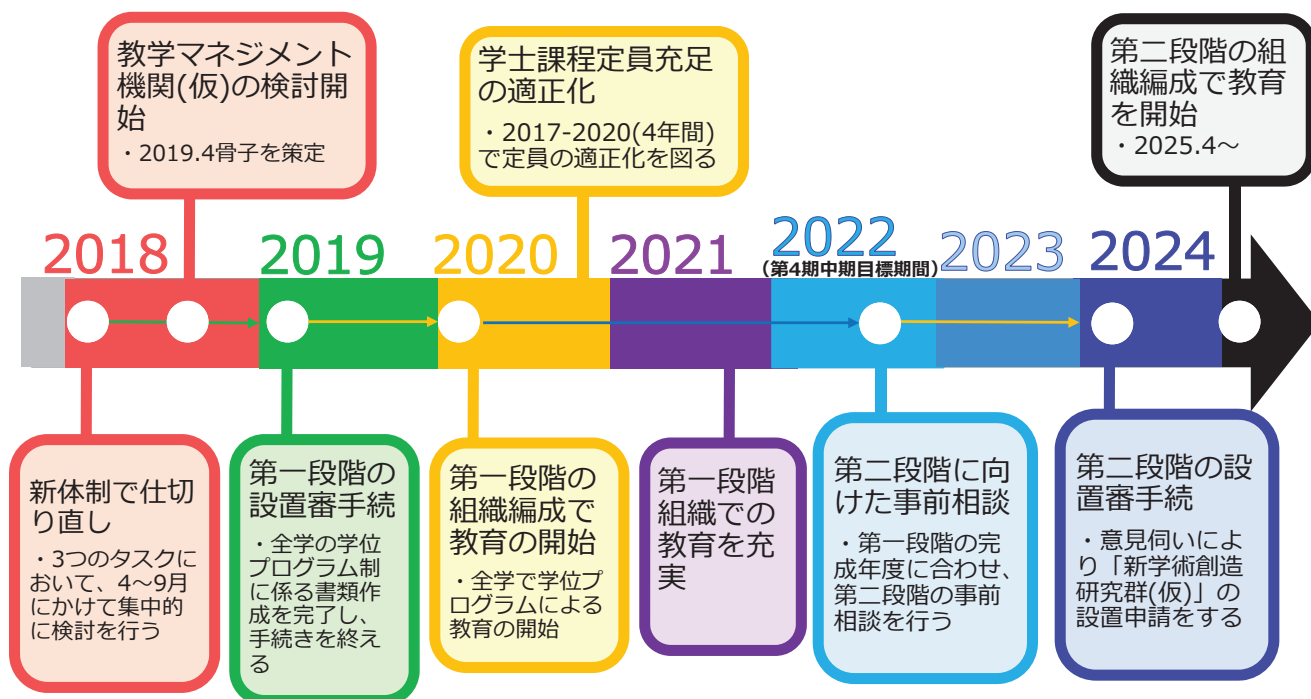 教学マネジメント
機関(仮)の検討開
始
・2019.4骨子を策定
学士課程定員充足
の適正化
・2017-2020(4年間)
で定員の適正化を図る
第二段階の組
織編成で教育
を開始
・2025.4～
2018
2019
2020
2021
2022
(第4期中期目標期間)
2023
2024
新体制で仕切
り直し
・3つのタスクに
おいて、4～9月
にかけて集中的
に検討を行う
第一段階の
設置審手続
・全学の学位
プログラム制
に係る書類作
成を完了し、
手続きを終え
る
第一段階の
組織編成で
教育の開始
・全学で学位プ
ログラムによる
教育の開始
第一段階
組織での
教育を充
実
第二段階に向
けた事前相談
・第一段階の完
成年度に合わせ、
第二段階の事前
相談を行う
第二段階の設
置審手続
・意見伺いによ
り「新学術創造
研究群(仮)」の
設置申請をする